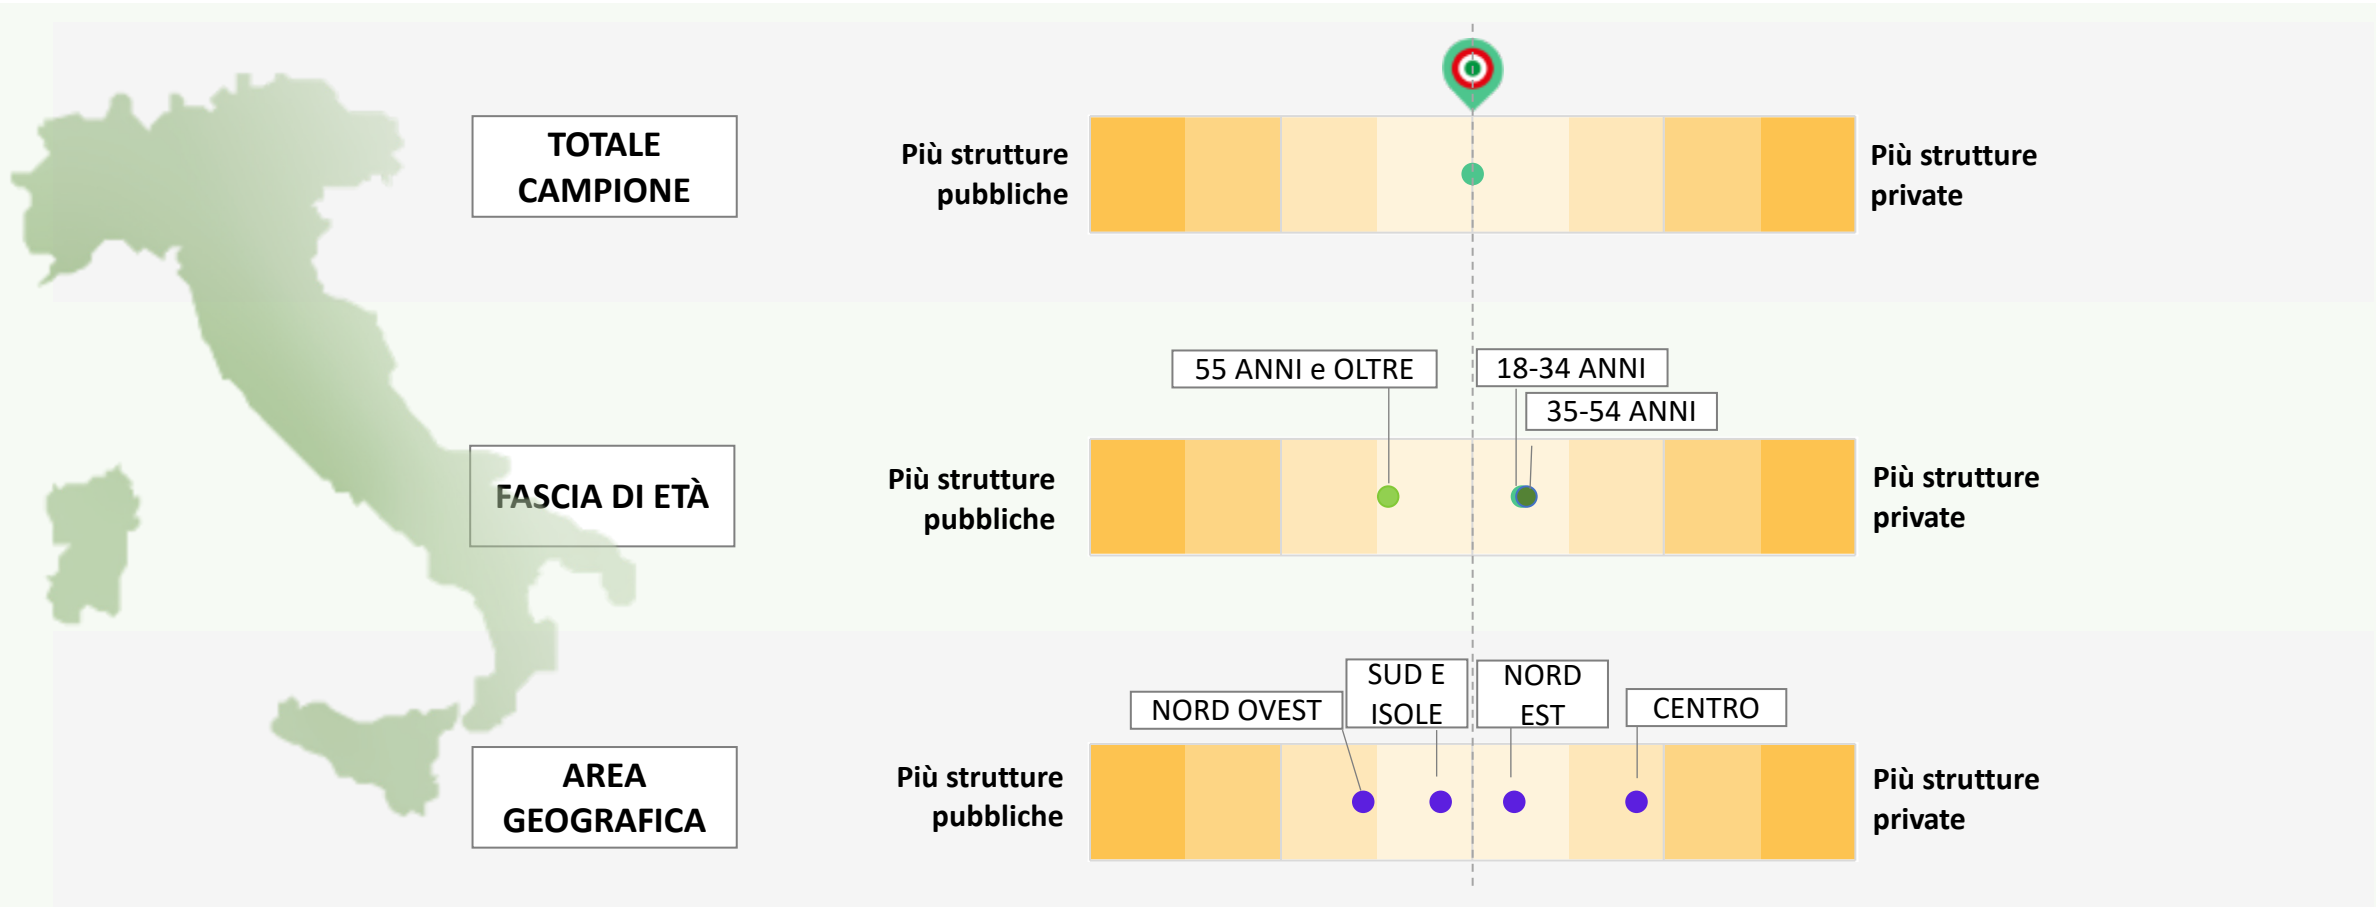 TOTALE
CAMPIONE
Più strutture
pubbliche
Più strutture
private
55 ANNI e OLTRE
18-34 ANNI
35-54 ANNI
FASCIA DI ETÀ
Più strutture
pubbliche
Più strutture
private
NORD OVEST
SUD E
ISOLE
NORD
EST
CENTRO
AREA
GEOGRAFICA
Più strutture
pubbliche
Più strutture
private